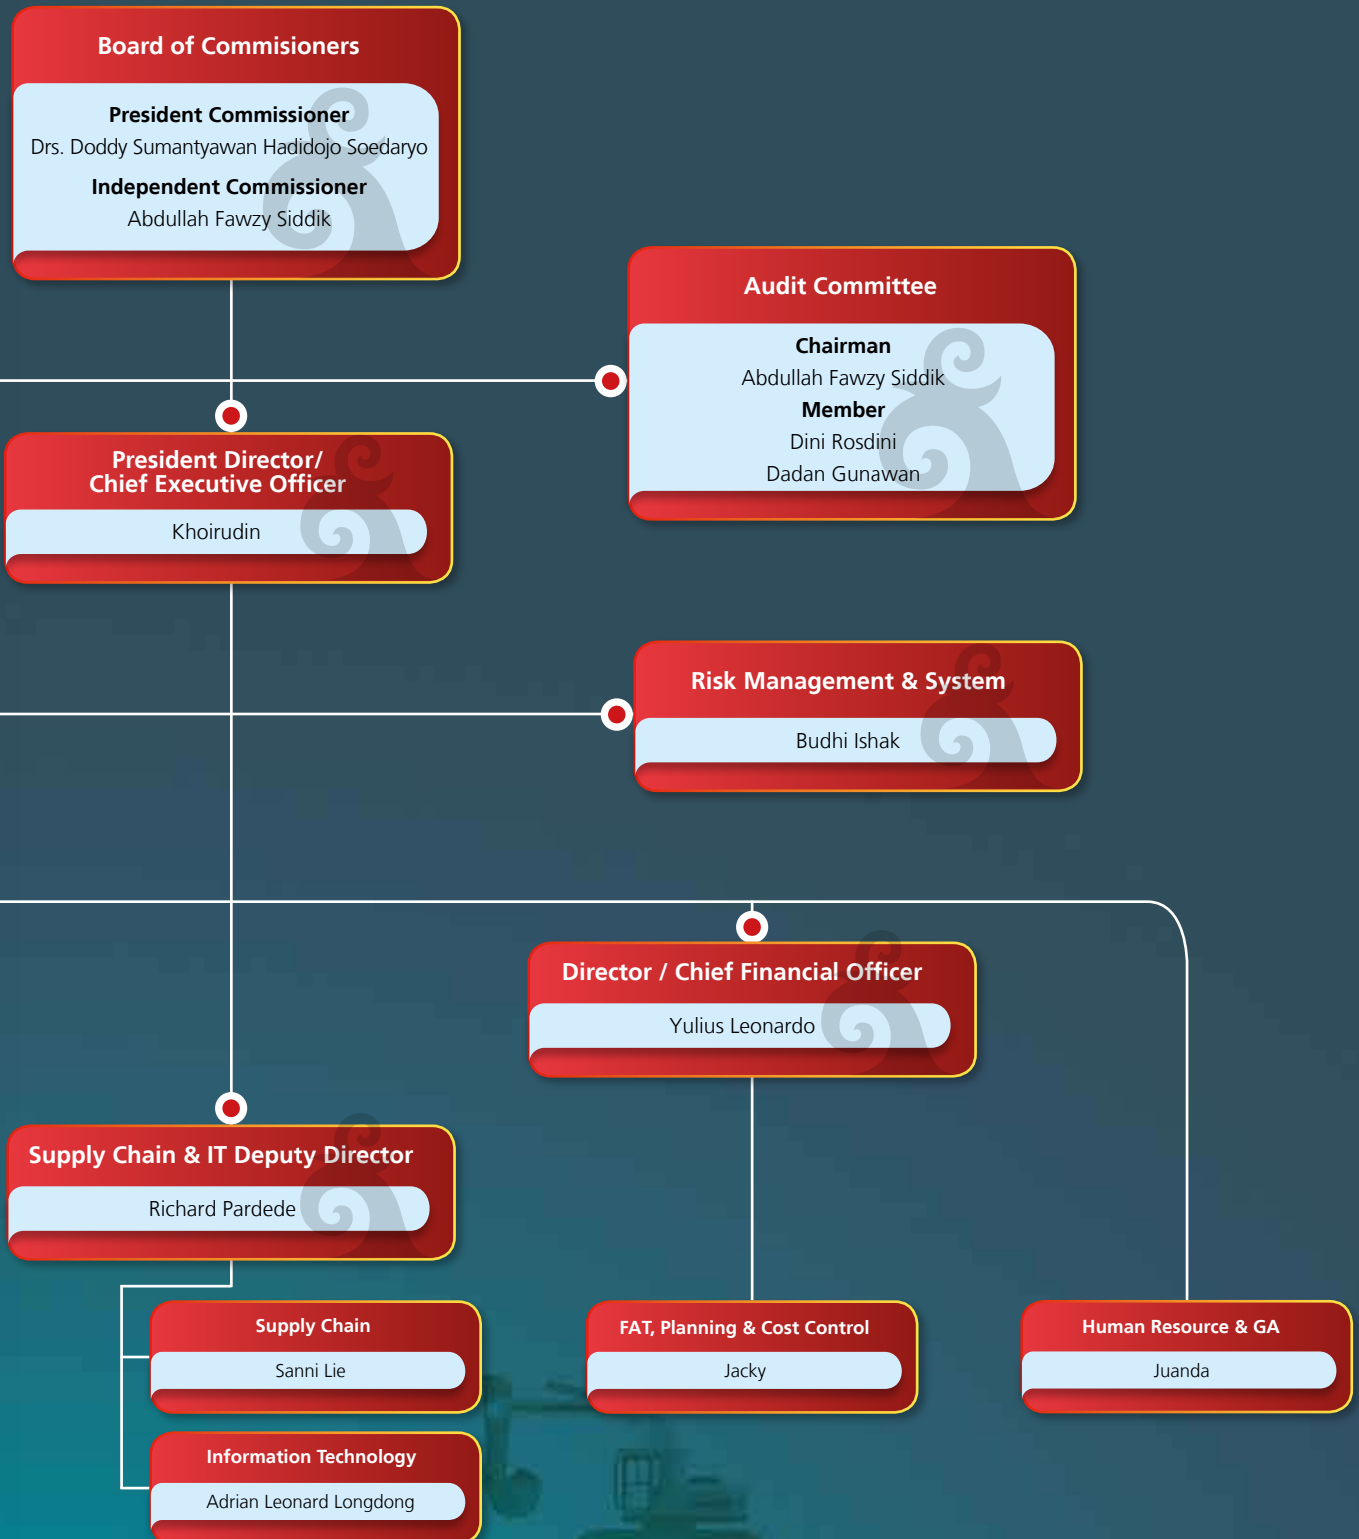 Board of Commisioners
President Commissioner
Drs. Doddy Sumantyawan Hadidojo Soedaryo
Independent Commissioner
Abdullah Fawzy Siddik
Audit Committee
Chairman
Abdullah Fawzy Siddik
Member
Dini Rosdini
Dadan Gunawan
President Director/
Chief Executive Officer
Khoirudin
Risk Management & System
Budhi Ishak
Director / Chief Financial Officer
Yulius Leonardo
Supply Chain & IT Deputy Director
Richard Pardede
Supply Chain
Sanni Lie
FAT, Planning & Cost Control
Jacky
Human Resource & GA
Juanda
Information Technology
Adrian Leonard Longdong